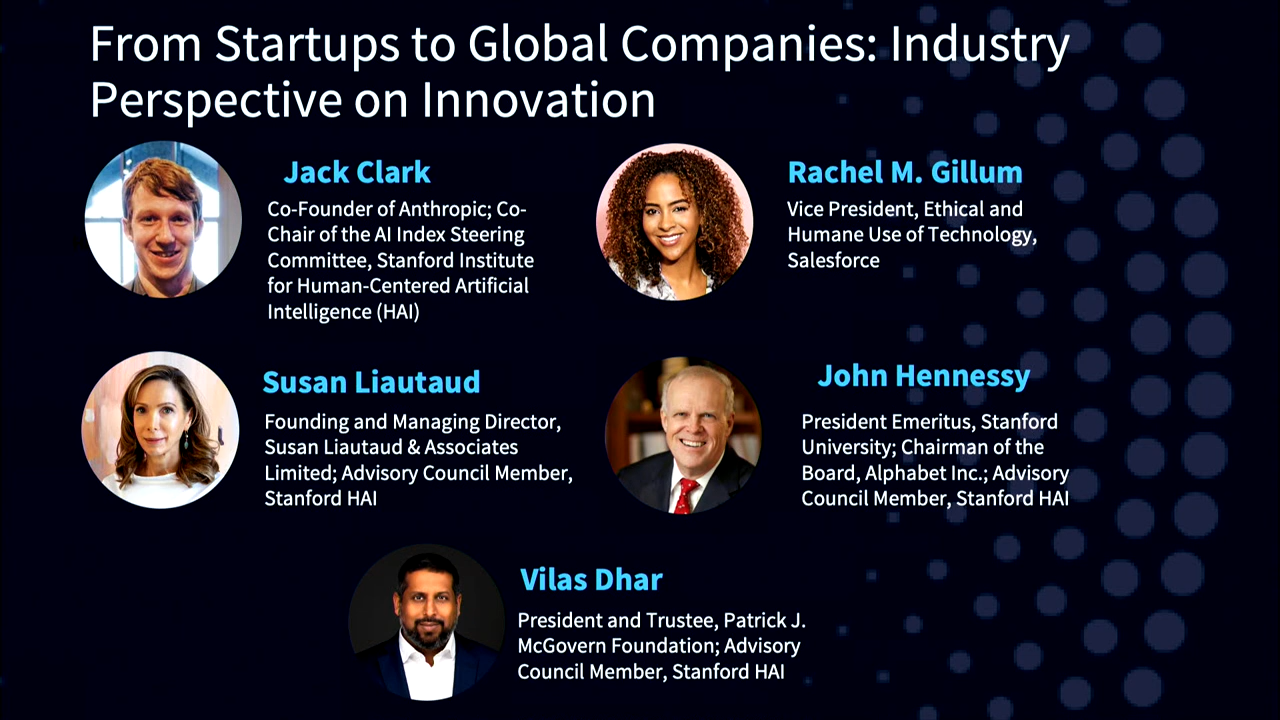 From Startups to Global Companies: Industry
Perspective on Innovation
Jack Clark
Co-Founder of Anthropic; Co-
Chair of the AI Index Steering
Committee, Stanford Institute
for Human-Centered Artificial
Intelligence (HAI)
Rachel M. Gillum
Vice President, Ethical and
Humane Use of Technology,
Salesforce
Susan Liautaud
Founding and Managing Director,
Susan Liautaud & Associates
Limited; Advisory Council Member,
Stanford HAI
John Hennessy
President Emeritus, Stanford
University; Chairman of the
Board, Alphabet Inc.; Advisory
Council Member, Stanford HAI
Vilas Dhar
President and Trustee, Patrick J.
McGovern Foundation; Advisory
Council Member, Stanford HAI